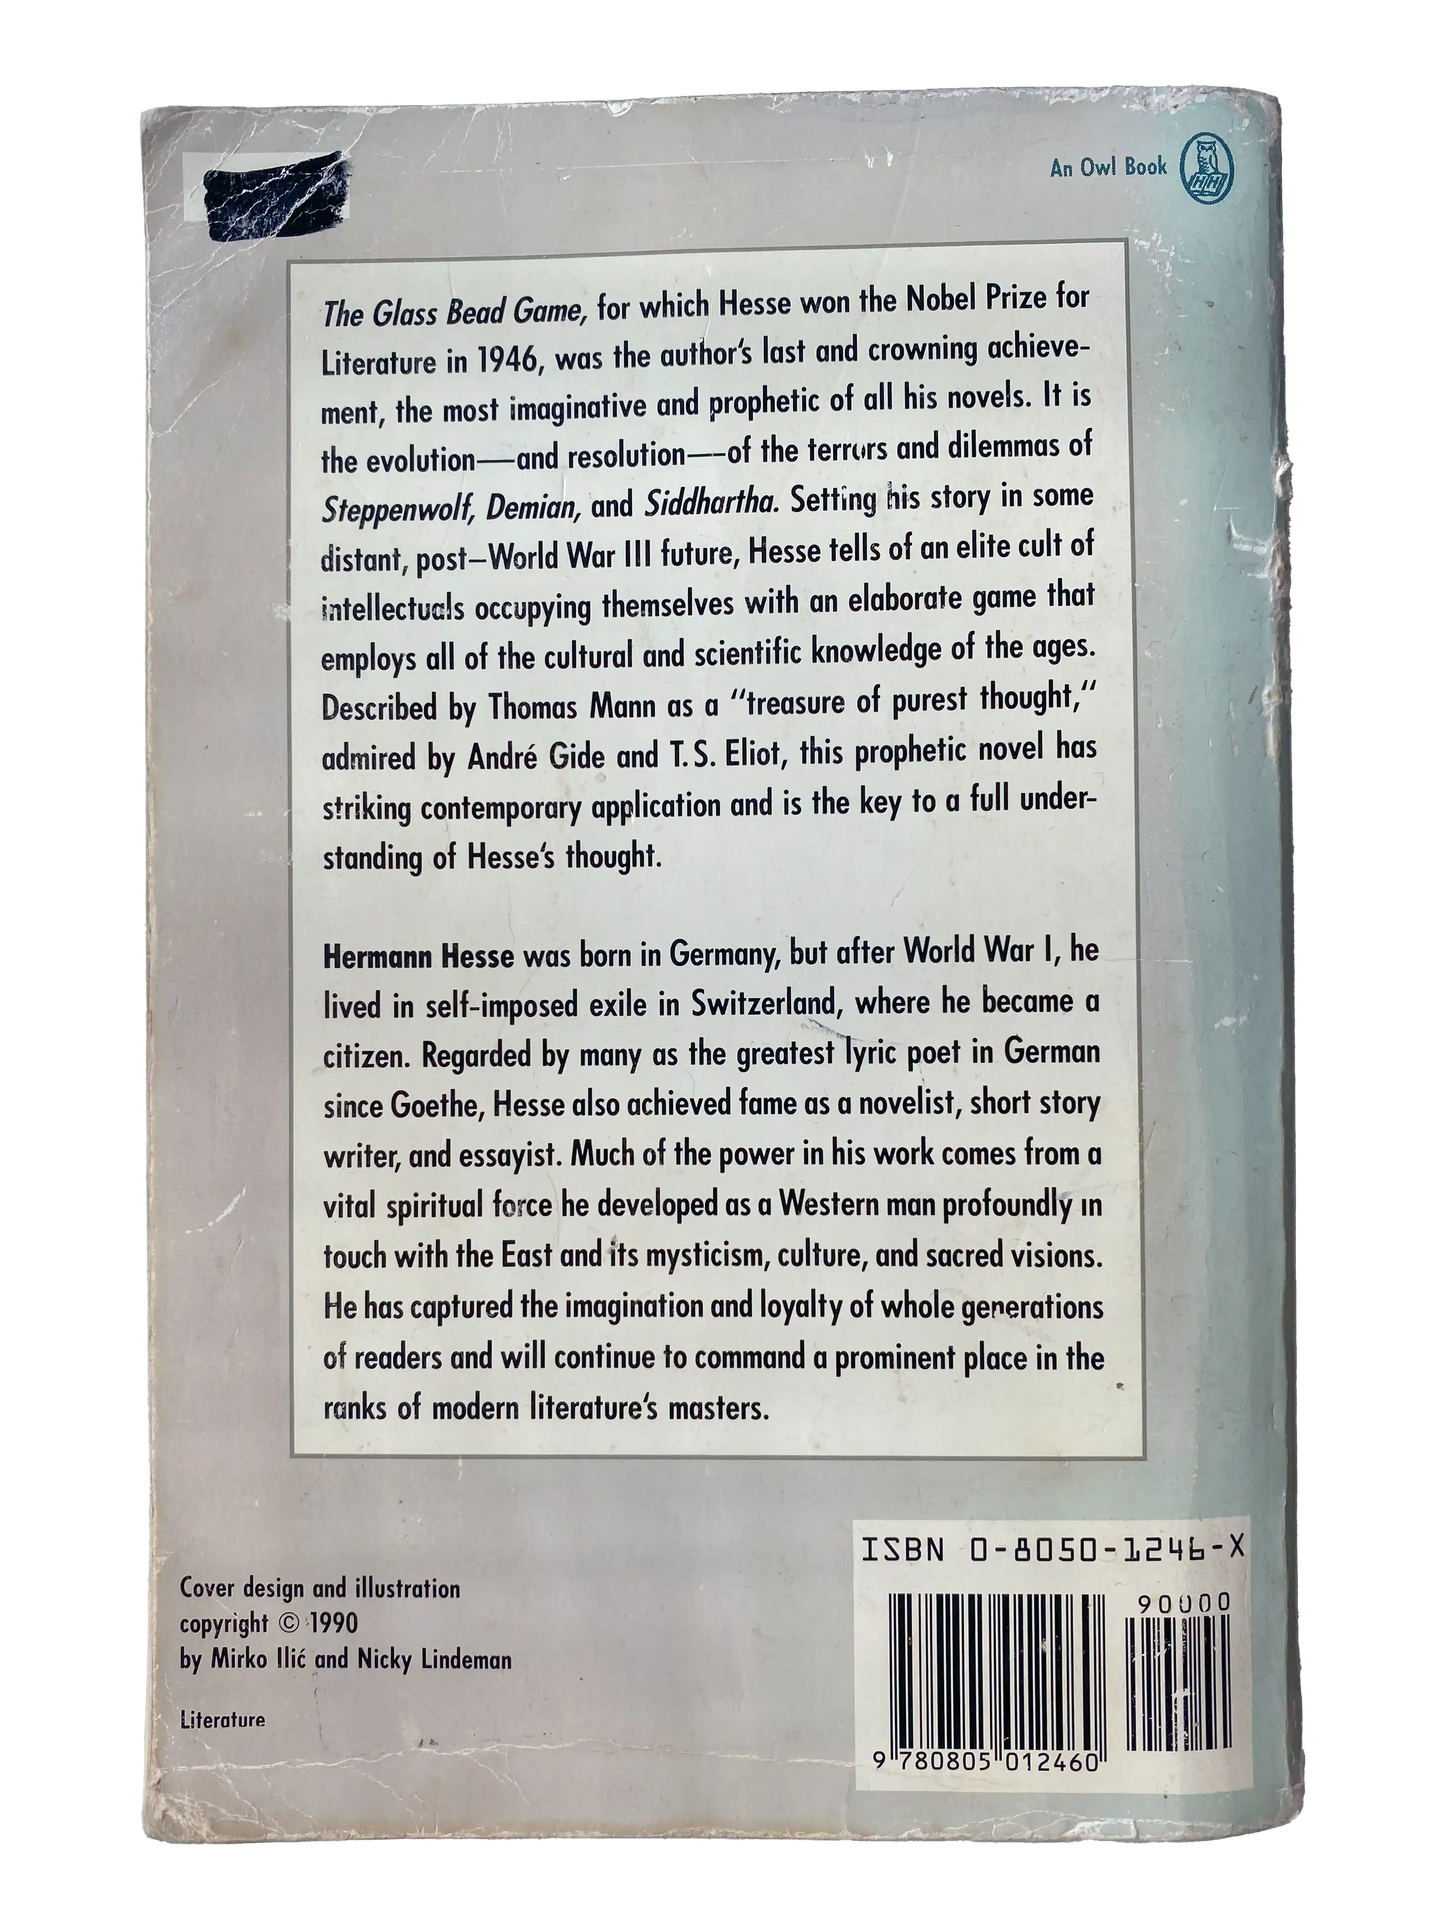 An Owl Book
HH
The Glass Bead Game, for which Hesse won the Nobel Prize for
Literature in 1946, was the author's last and crowning achieve-
ment, the most imaginative and prophetic of all his novels. It is
the evolution—and resolution—of the terrors and dilemmas of
Steppenwolf, Demian, and Siddhartha. Setting his story in some
distant, post–World War III future, Hesse tells of an elite cult of
intellectuals occupying themselves with an elaborate game that
employs all of the cultural and scientific knowledge of the ages.
Described by Thomas Mann as a "treasure of purest thought,"
admired by André Gide and T. S. Eliot, this prophetic novel has
striking contemporary application and is the key to a full under-
standing of Hesse's thought.
Hermann Hesse was born in Germany, but after World War I, he
lived in self-imposed exile in Switzerland, where he became a
citizen. Regarded by many as the greatest lyric poet in German
since Goethe, Hesse also achieved fame as a novelist, short story
writer, and essayist. Much of the power in his work comes from a
vital spiritual force he developed as a Western man profoundly in
touch with the East and its mysticism, culture, and sacred visions.
He has captured the imagination and loyalty of whole generations
of readers and will continue to command a prominent place in the
ranks of modern literature's masters.
Cover design and illustration
copyright © 1990
by Mirko Ilić and Nicky Lindeman
Literature
ISBN 0-8050-1246-X
90000
9 780805 012460